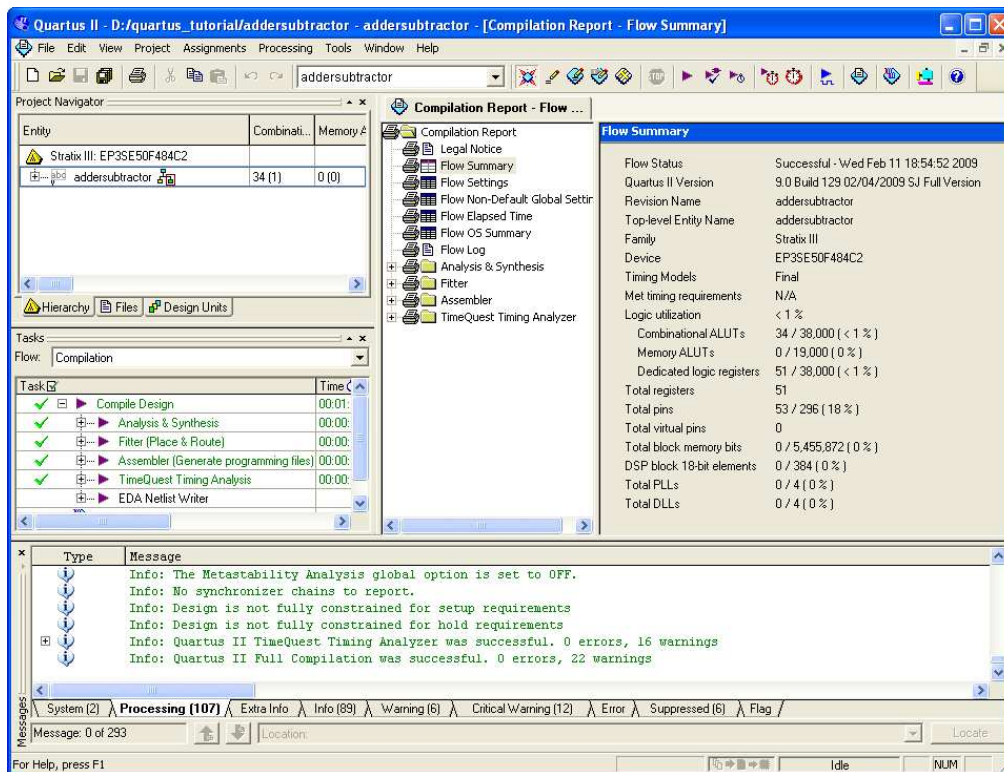 Quartus II - D:/quartus_tutorial/addersubtractor - addersubtractor - [Compilation Report - Flow Summary]
File Edit View Project Assignments Processing Tools Window Help
addersubtractor
Project Navigator
Entity Combinati... Memory A
Stratix III: EP3SE50F484C2
abd addersubtractor 34 (1) 0 (0)
Hierarchy Files Design Units
Tasks
Flow: Compilation
Task Time (
Compile Design 00:01:
Analysis & Synthesis 00:00:
Fitter (Place & Route) 00:00:
Assembler (Generate programming files) 00:00:
TimeQuest Timing Analysis 00:00:
EDA Netlist Writer
Compilation Report - Flow ...
Compilation Report
Legal Notice
Flow Summary
Flow Settings
Flow Non-Default Global Settin
Flow Elapsed Time
Flow OS Summary
Flow Log
Analysis & Synthesis
Fitter
Assembler
TimeQuest Timing Analyzer
Flow Summary
Flow Status Successful - Wed Feb 11 18:54:52 2009
Quartus II Version 9.0 Build 129 02/04/2009 SJ Full Version
Revision Name addersubtractor
Top-level Entity Name addersubtractor
Family Stratix III
Device EP3SE50F484C2
Timing Models Final
Met timing requirements N/A
Logic utilization < 1 %
Combinational ALUTs 34 / 38,000 ( < 1 % )
Memory ALUTs 0 / 19,000 ( 0 % )
Dedicated logic registers 51 / 38,000 ( < 1 % )
Total registers 51
Total pins 53 / 296 ( 18 % )
Total virtual pins 0
Total block memory bits 0 / 5,455,872 ( 0 % )
DSP block 18-bit elements 0 / 384 ( 0 % )
Total PLLs 0 / 4 ( 0 % )
Total DLLs 0 / 4 ( 0 % )
Type Message
Info: The Metastability Analysis global option is set to OFF.
Info: No synchronizer chains to report.
Info: Design is not fully constrained for setup requirements
Info: Design is not fully constrained for hold requirements
Info: Quartus II TimeQuest Timing Analyzer was successful. 0 errors, 16 warnings
Info: Quartus II Full Compilation was successful. 0 errors, 22 warnings
System (2) Processing (107) Extra Info Info (89) Warning (6) Critical Warning (12) Error Suppressed (6) Flag
Messages
Message: 0 of 293 Location: Locate
For Help, press F1 Idle NUM